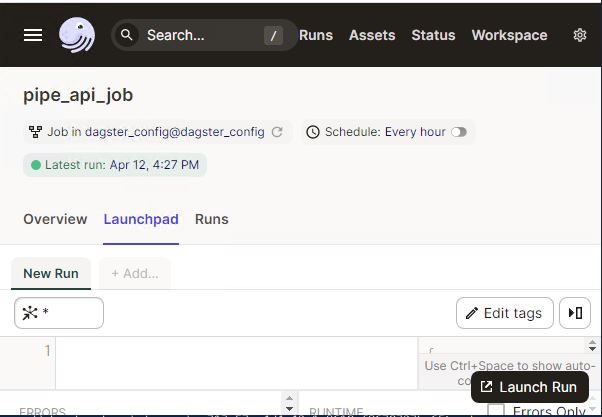 Search... / Runs Assets Status Workspace
pipe_api_job
Job in dagster_config@dagster_config Schedule: Every hour
Latest run: Apr 12, 4:27 PM
Overview Launchpad Runs
New Run + Add...
* Edit tags
1 {
Use Ctrl+Space to show auto-
Launch Run
ERRORS RUNTIME Errors Only